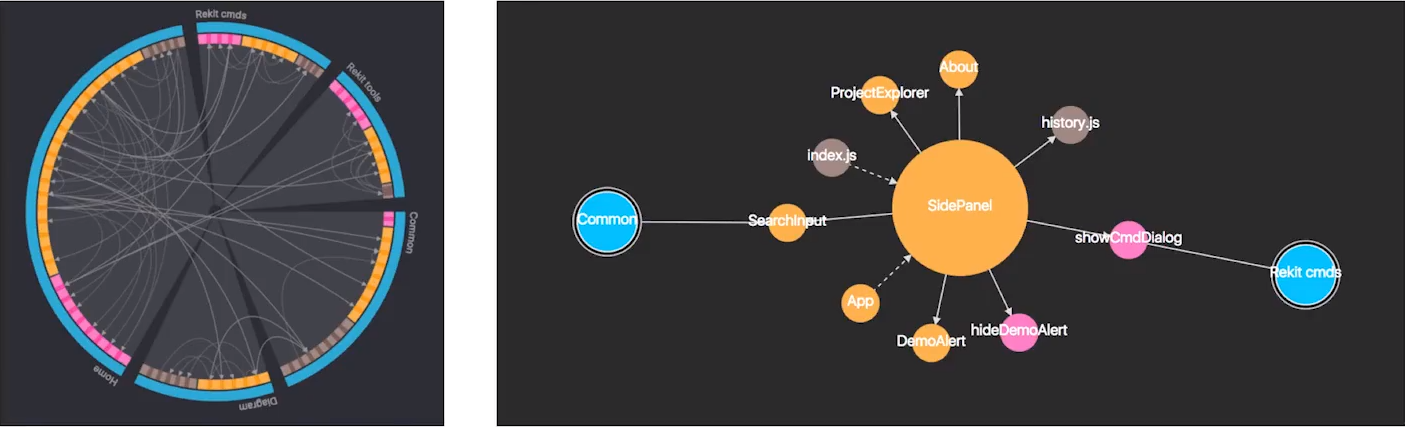 Rekit cmds
Rekit tools
Common
Diagram
Home
About
ProjectExplorer
history.js
index.js
SidePanel
Common
SearchInput
showCmdDialog
Rekit cmds
App
DemoAlert
hideDemoAlert